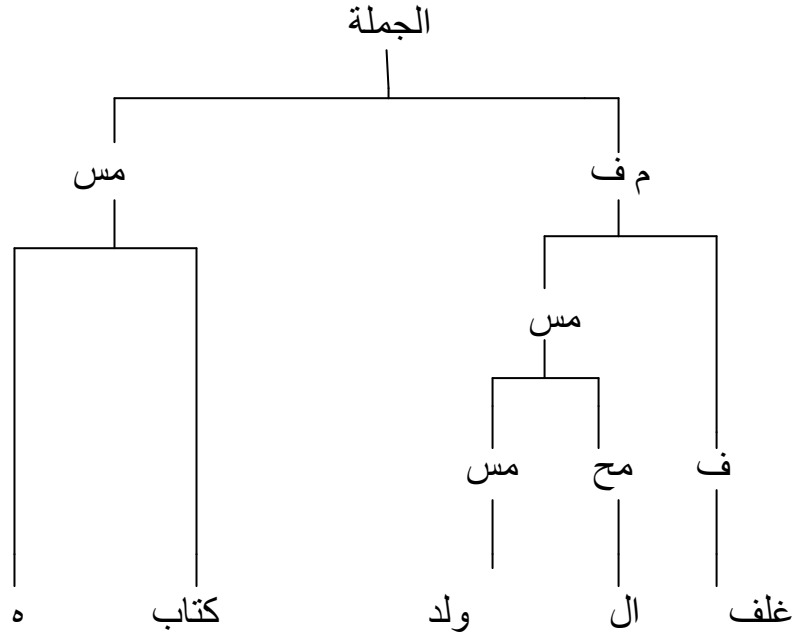 الجملة
م ف
مس
مس
ف
مح
مس
غلف
ال
ولد
كتاب
ه